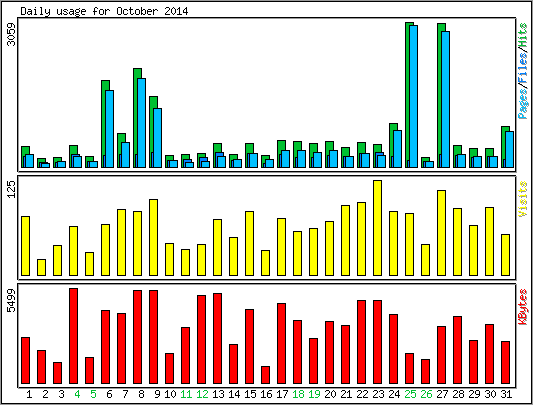 Daily usage for October 2014
3059
Pages/Files/Hits
125
Visits
5499
KBytes
1 2 3 4 5 6 7 8 9 10 11 12 13 14 15 16 17 18 19 20 21 22 23 24 25 26 27 28 29 30 31